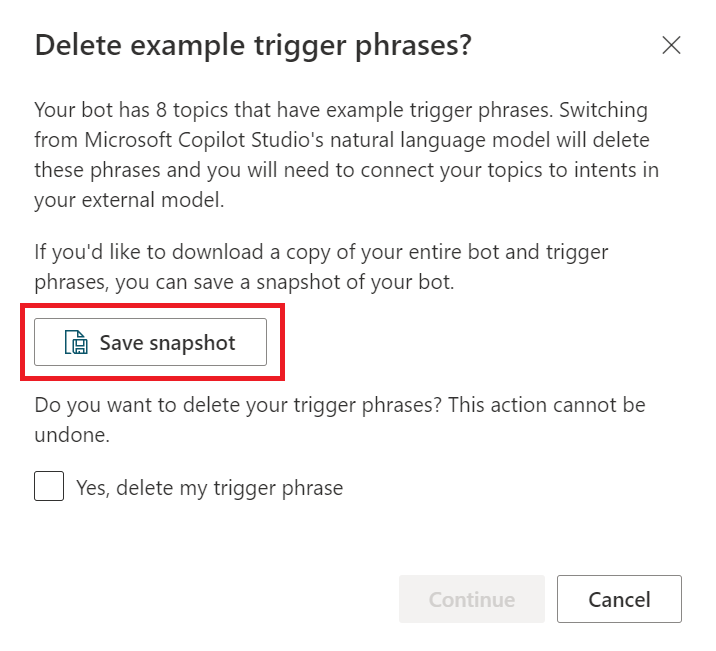 Delete example trigger phrases?
Your bot has 8 topics that have example trigger phrases. Switching
from Microsoft Copilot Studio's natural language model will delete
these phrases and you will need to connect your topics to intents in
your external model.
If you'd like to download a copy of your entire bot and trigger
phrases, you can save a snapshot of your bot.
Save snapshot
Do you want to delete your trigger phrases? This action cannot be
undone.
Yes, delete my trigger phrase
Continue
Cancel